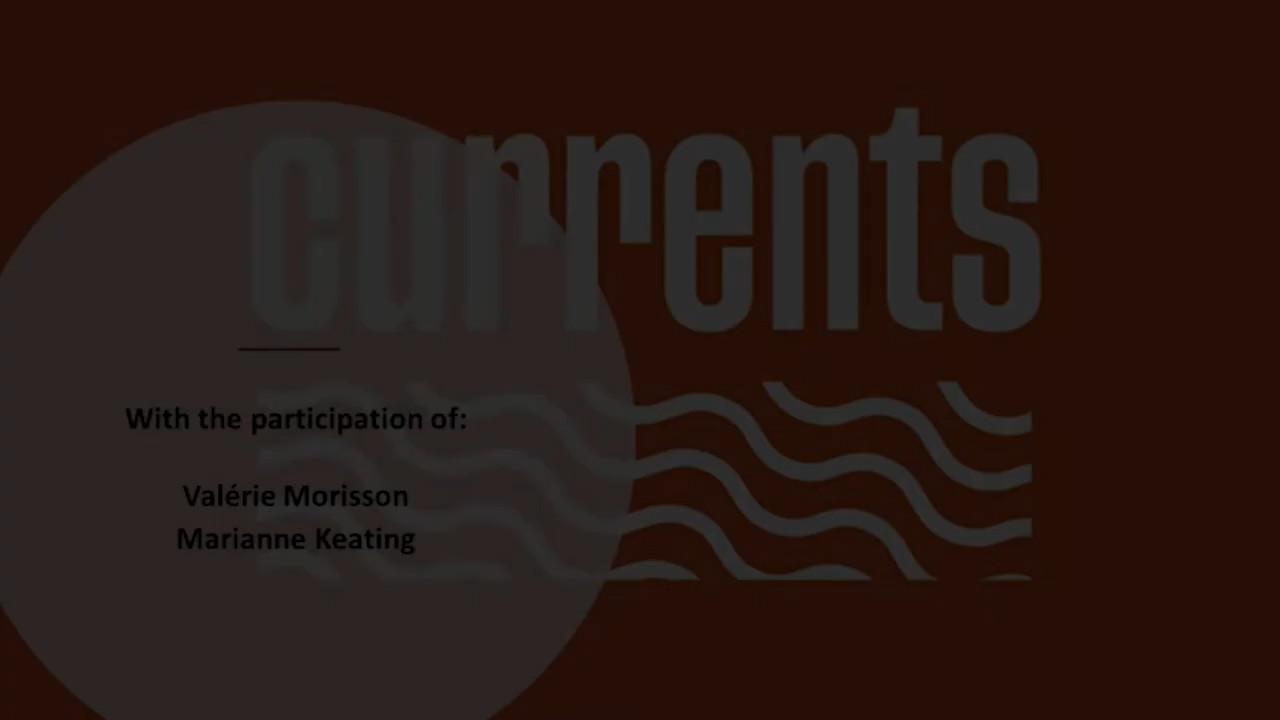 currents
With the participation of:
Valérie Morisson
Marianne Keating